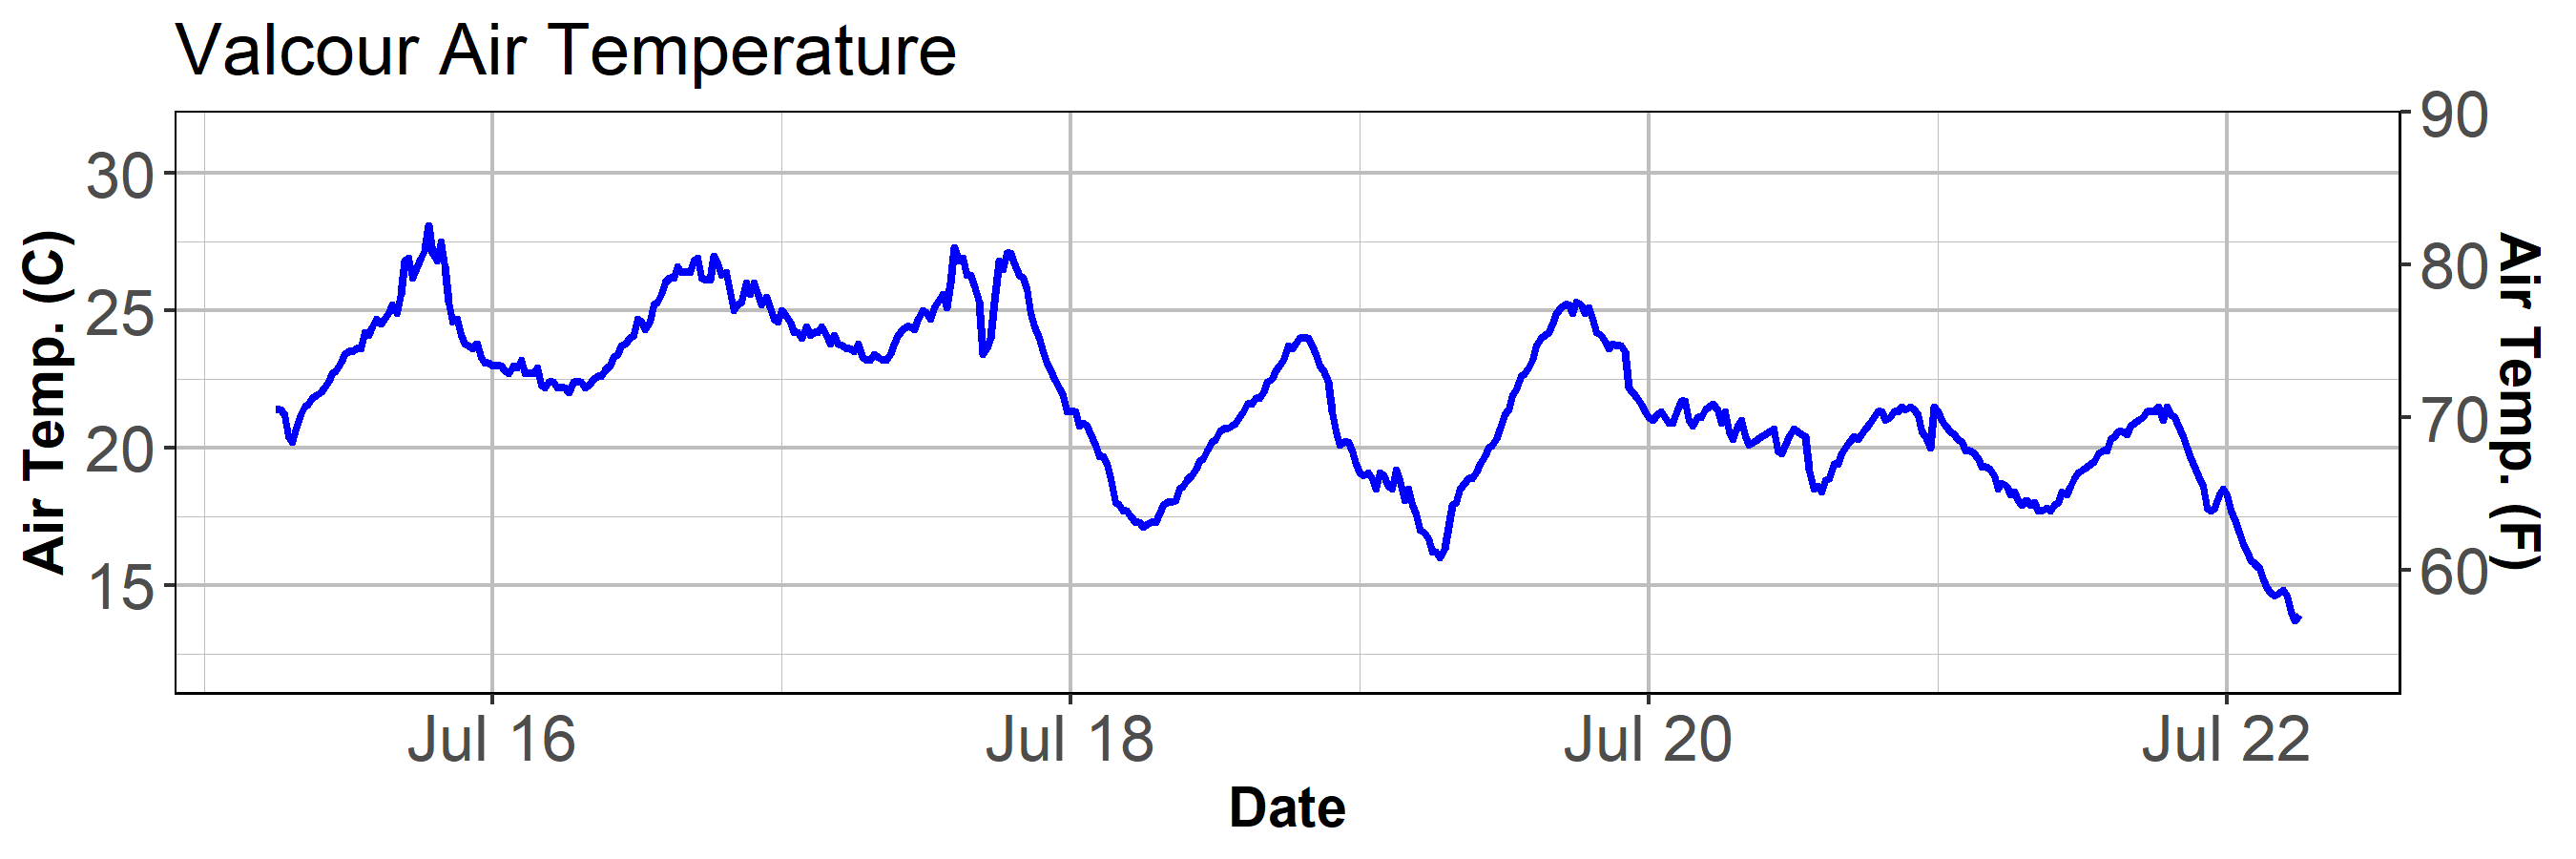 Valcour Air Temperature
Air Temp. (C)
30
25
20
15
90
80
70
60
Air Temp. (F)
Jul 16 Jul 18 Jul 20 Jul 22
Date